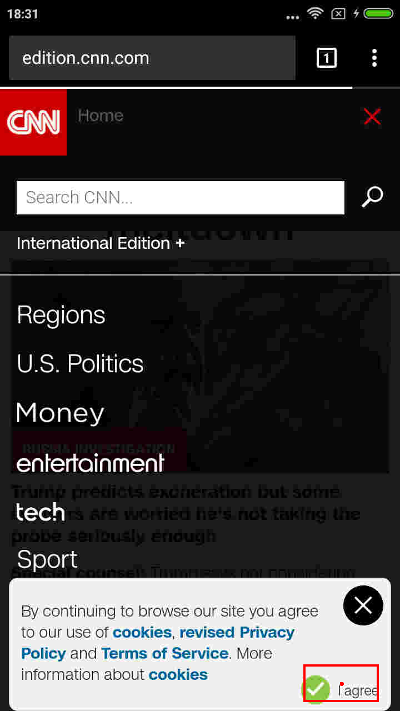 18:31
edition.cnn.com
1
CNN
Home
Search CNN...
International Edition +
Regions
U.S. Politics
Money
RUSSIA INVESTIGATION
entertainment
Trump predicts exoneration but some
tech
are worried he's not taking the
probe seriously enough
Sport
Special counsel
By continuing to browse our site you agree
to our use of cookies, revised Privacy
Policy and Terms of Service. More
information about cookies
I agree